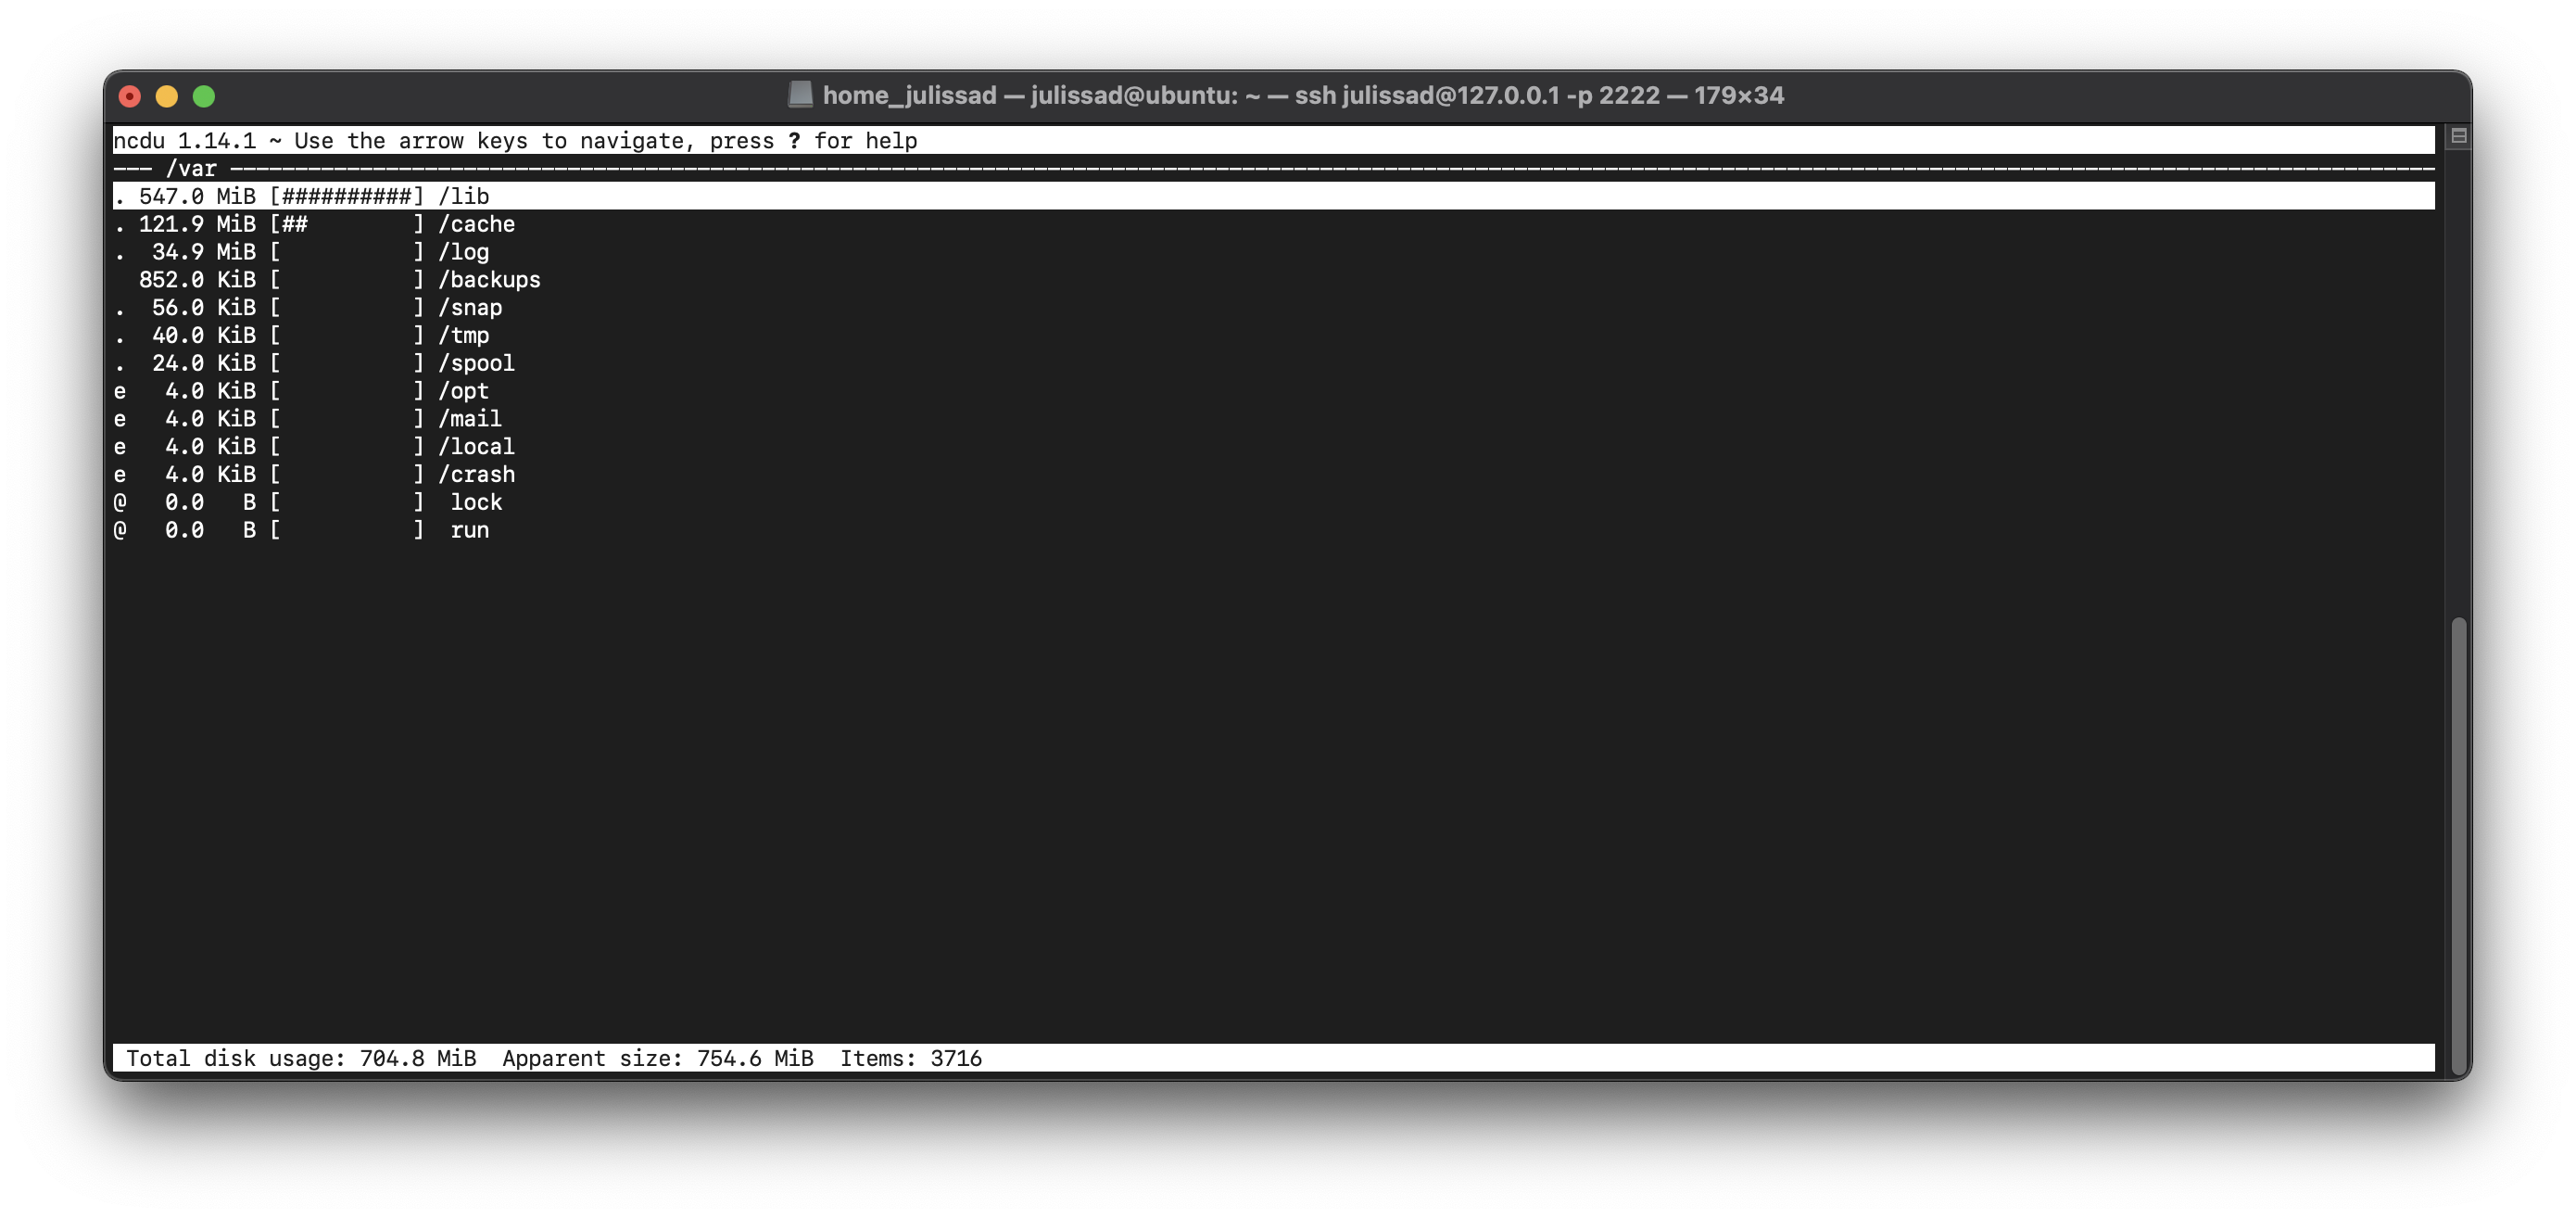 home_julissad — julissad@ubuntu: ~ — ssh julissad@127.0.0.1 -p 2222 — 179×34
ncdu 1.14.1 ~ Use the arrow keys to navigate, press ? for help
--- /var ---
. 547.0 MiB [##########] /lib
. 121.9 MiB [##        ] /cache
.  34.9 MiB [          ] /log
  852.0 KiB [          ] /backups
.  56.0 KiB [          ] /snap
.  40.0 KiB [          ] /tmp
.  24.0 KiB [          ] /spool
e   4.0 KiB [          ] /opt
e   4.0 KiB [          ] /mail
e   4.0 KiB [          ] /local
e   4.0 KiB [          ] /crash
@   0.0   B [          ]  lock
@   0.0   B [          ]  run
Total disk usage: 704.8 MiB  Apparent size: 754.6 MiB  Items: 3716